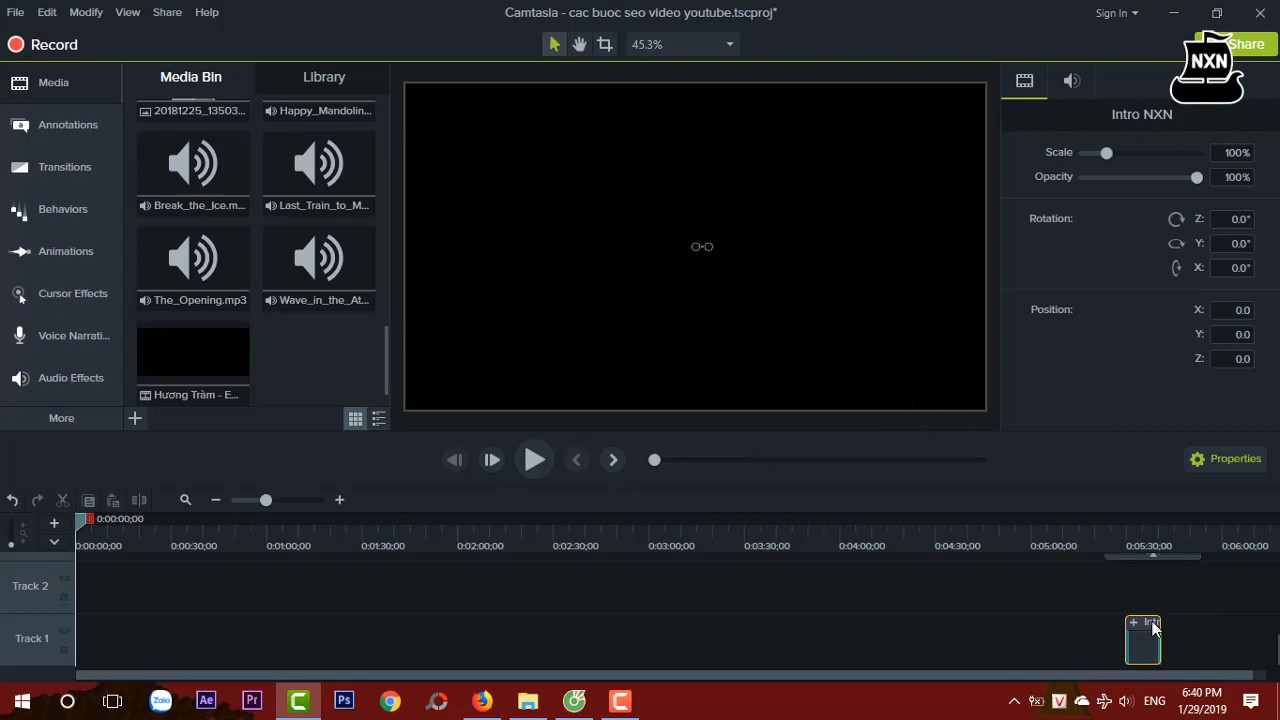 File Edit Modify View Share Help
Camtasia - cac buoc seo video youtube.tscproj*
Sign In
Record
45.3%
Share
NXN
Media
Annotations
Transitions
Behaviors
Animations
Cursor Effects
Voice Narrati...
Audio Effects
More
Media Bin
Library
20181225_13503...
Happy_Mandolin...
Break_the_Ice.m...
Last_Train_to_M...
The_Opening.mp3
Wave_in_the_At...
Hương Tràm - E...
Intro NXN
Scale 100%
Opacity 100%
Rotation: Z: 0.0°
Y: 0.0°
X: 0.0°
Position: X: 0.0
Y: 0.0
Z: 0.0
Properties
0:00:00;00
0:00:00;00 0:00:30;00 0:01:00;00 0:01:30;00 0:02:00;00 0:02:30;00 0:03:00;00 0:03:30;00 0:04:00;00 0:04:30;00 0:05:00;00 0:05:30;00 0:06:00;00
Track 2
Track 1
Zalo
Ae
Pr
Ps
V
ENG
6:40 PM
1/29/2019